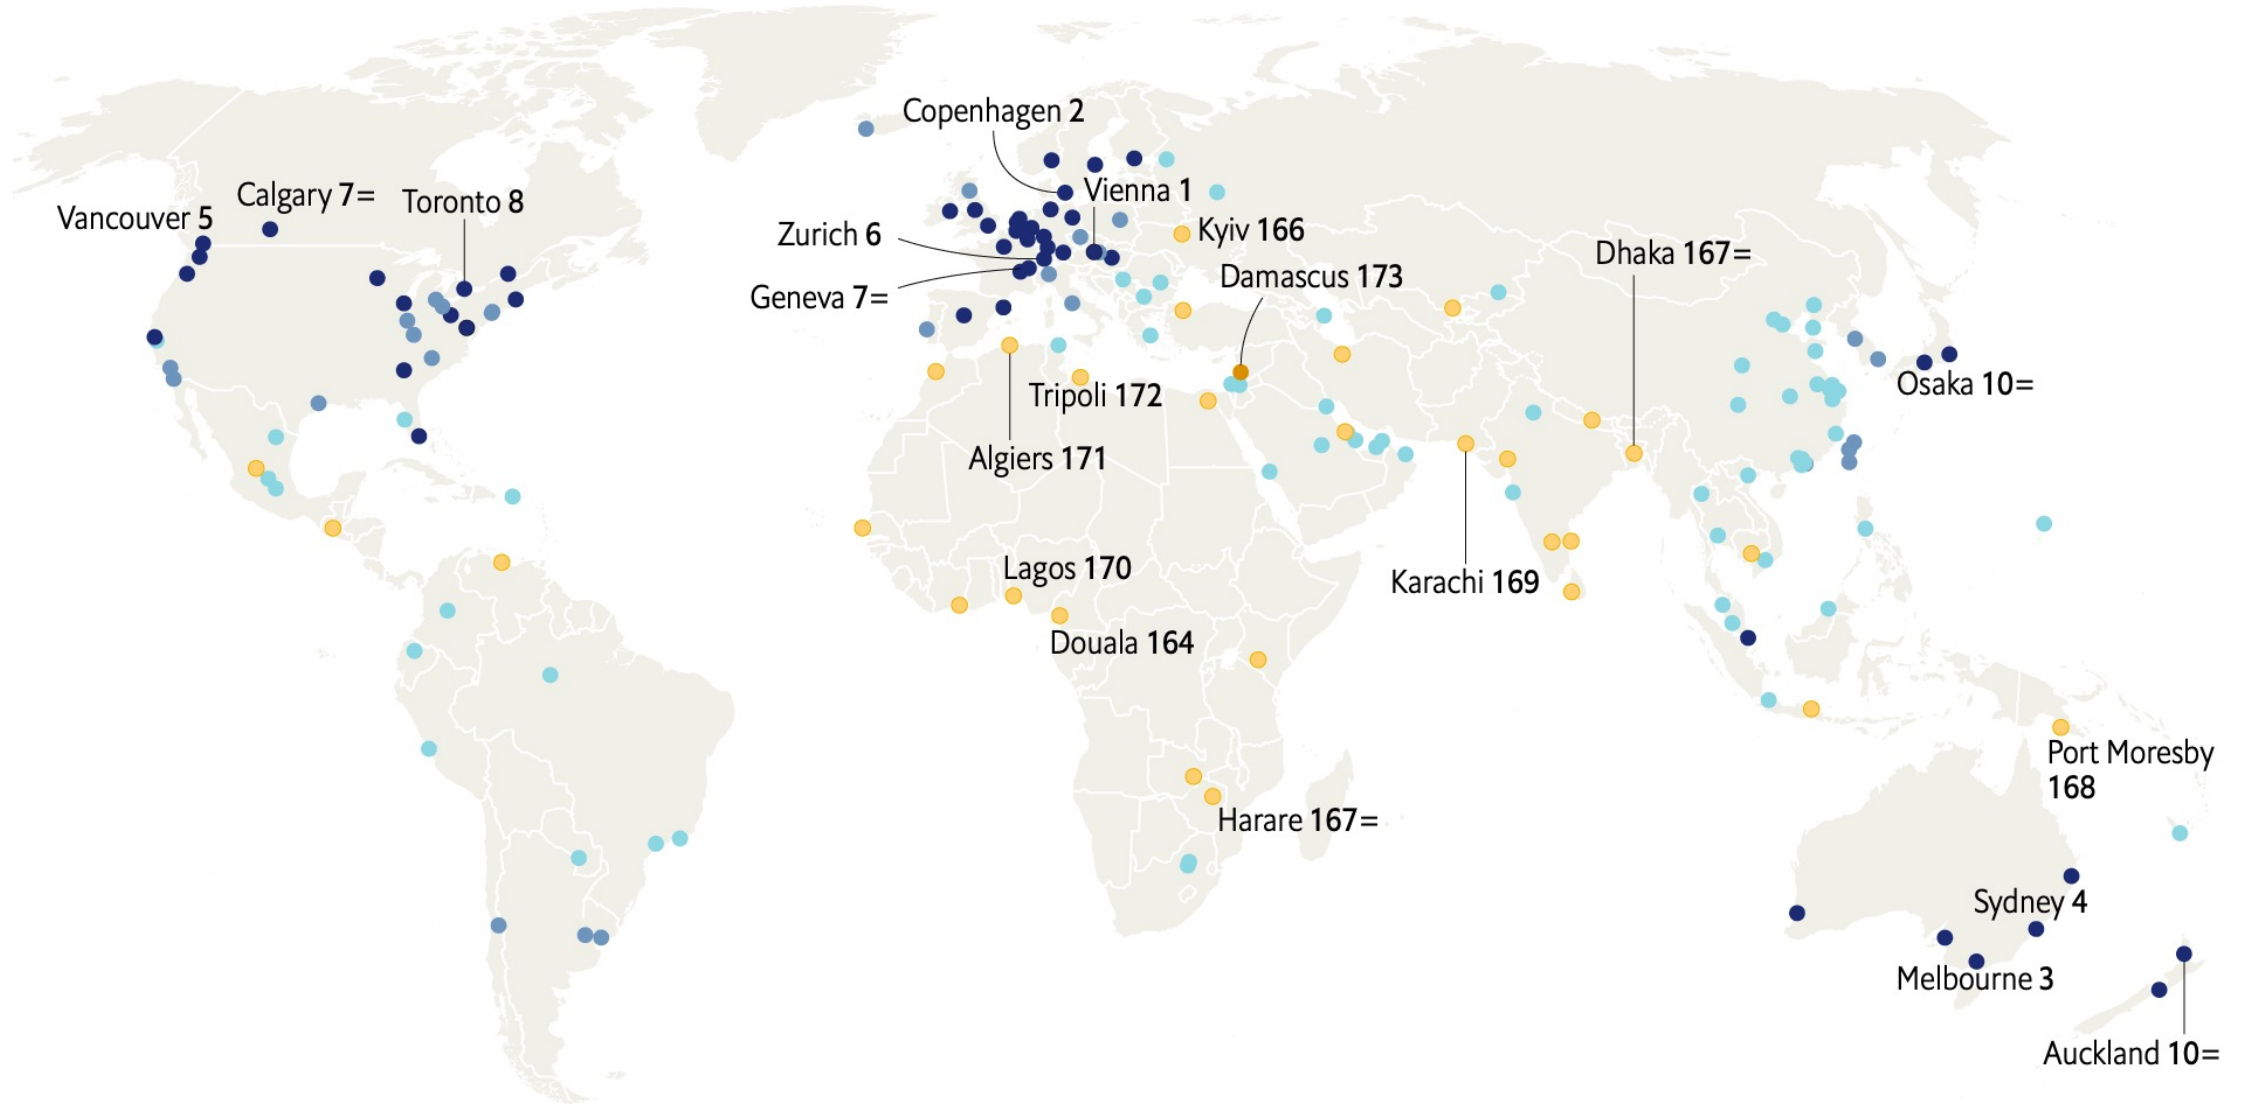 Copenhagen 2
Calgary 7=
Toronto 8
Vancouver 5
Vienna 1
Zurich 6
Kyiv 166
Dhaka 167=
Damascus 173
Geneva 7=
Osaka 10=
Tripoli 172
Algiers 171
Lagos 170
Karachi 169
Douala 164
Port Moresby
168
Harare 167=
Sydney 4
Melbourne 3
Auckland 10=